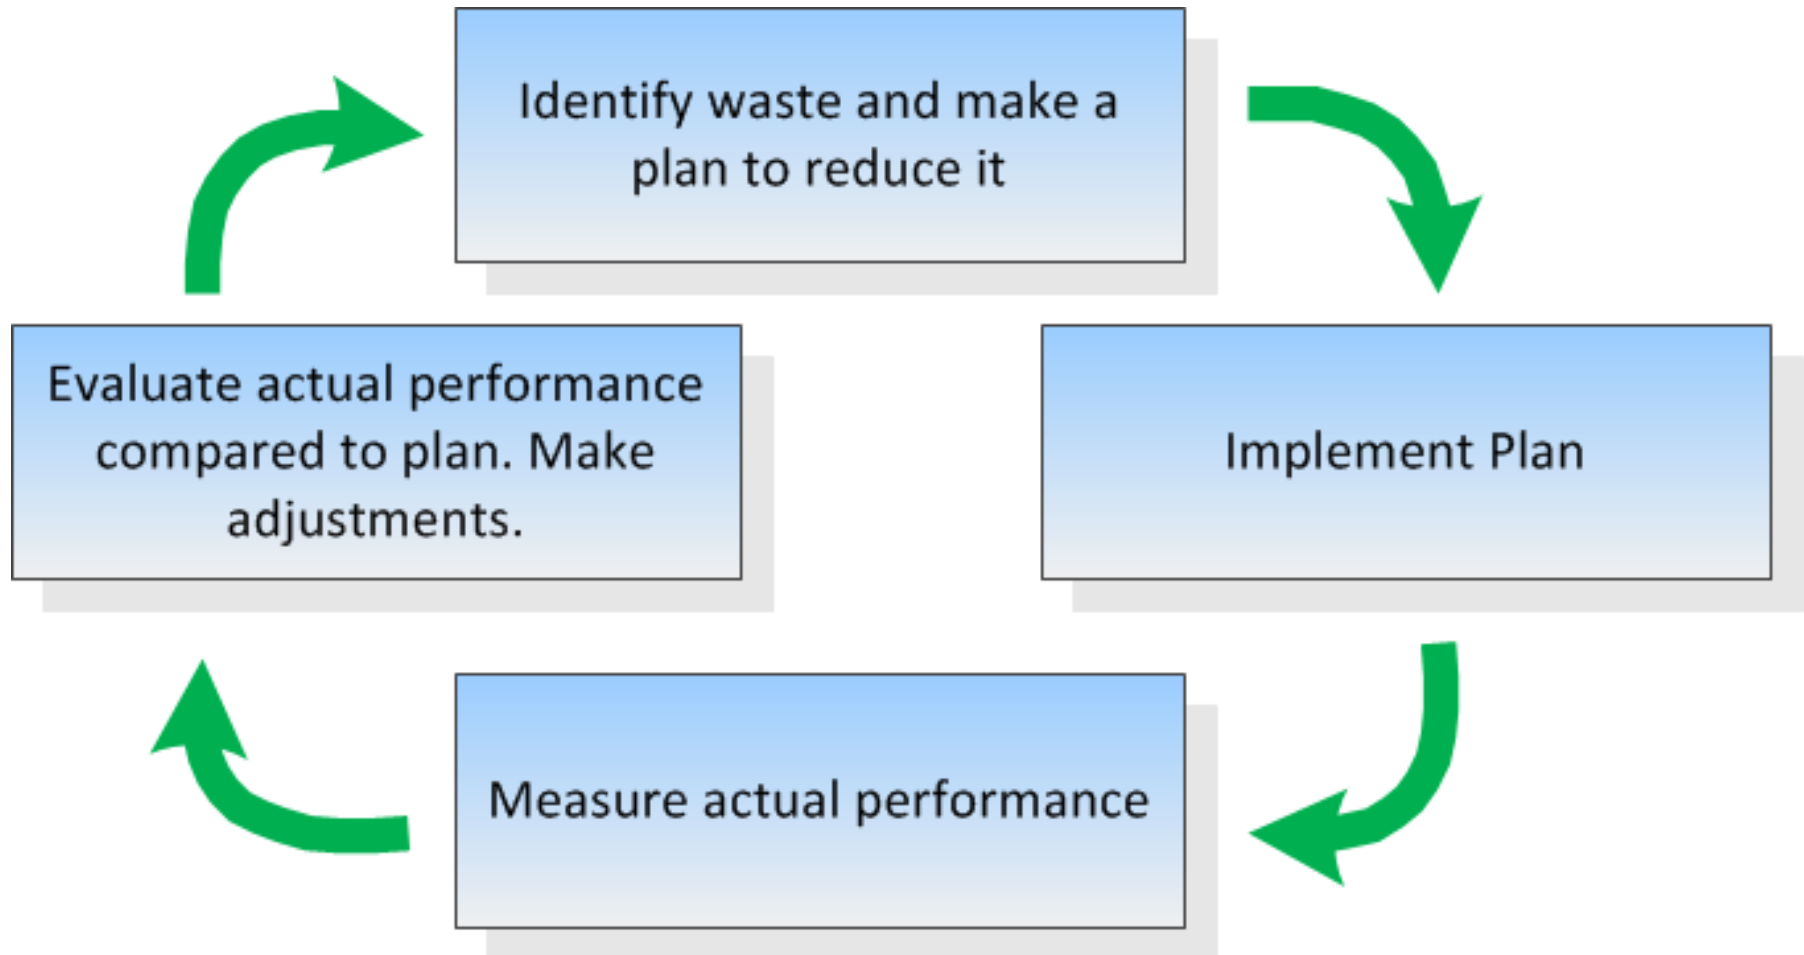 Identify waste and make a
plan to reduce it
Implement Plan
Measure actual performance
Evaluate actual performance
compared to plan. Make
adjustments.